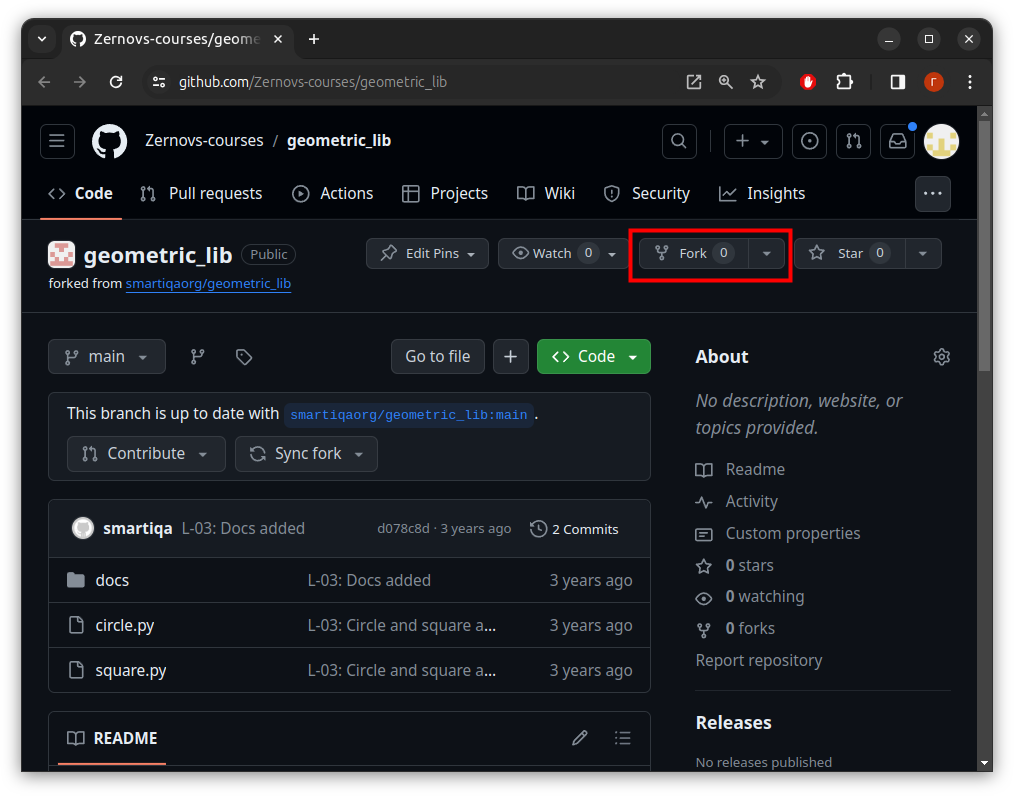 Zernovs-courses/geome
github.com/Zernovs-courses/geometric_lib
Г
Zernovs-courses / geometric_lib
Code Pull requests Actions Projects Wiki Security Insights
geometric_lib Public
Edit Pins Watch 0 Fork 0 Star 0
forked from smartiqaorg/geometric_lib
main Go to file Code
This branch is up to date with smartiqaorg/geometric_lib:main .
Contribute Sync fork
smartiqa L-03: Docs added d078c8d · 3 years ago 2 Commits
docs L-03: Docs added 3 years ago
circle.py L-03: Circle and square a... 3 years ago
square.py L-03: Circle and square a... 3 years ago
README
About
No description, website, or
topics provided.
Readme
Activity
Custom properties
0 stars
0 watching
0 forks
Report repository
Releases
No releases published